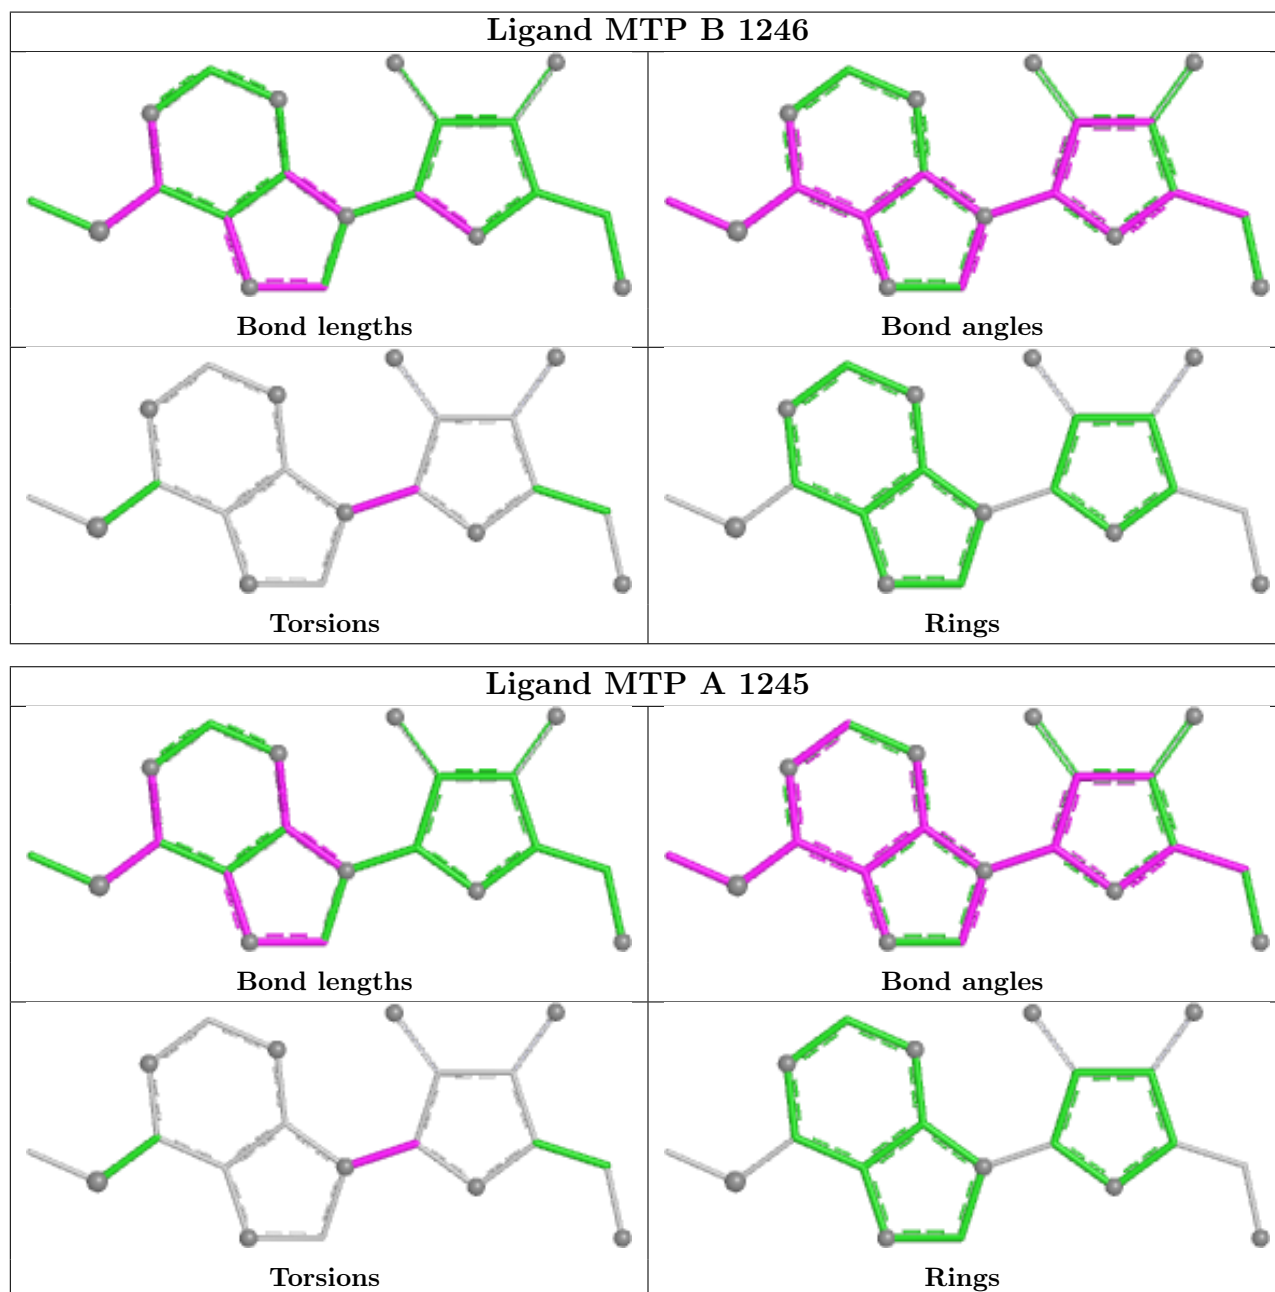 Ligand MTP B 1246
Bond lengths
Bond angles
Torsions
Rings
Ligand MTP A 1245
Bond lengths
Bond angles
Torsions
Rings